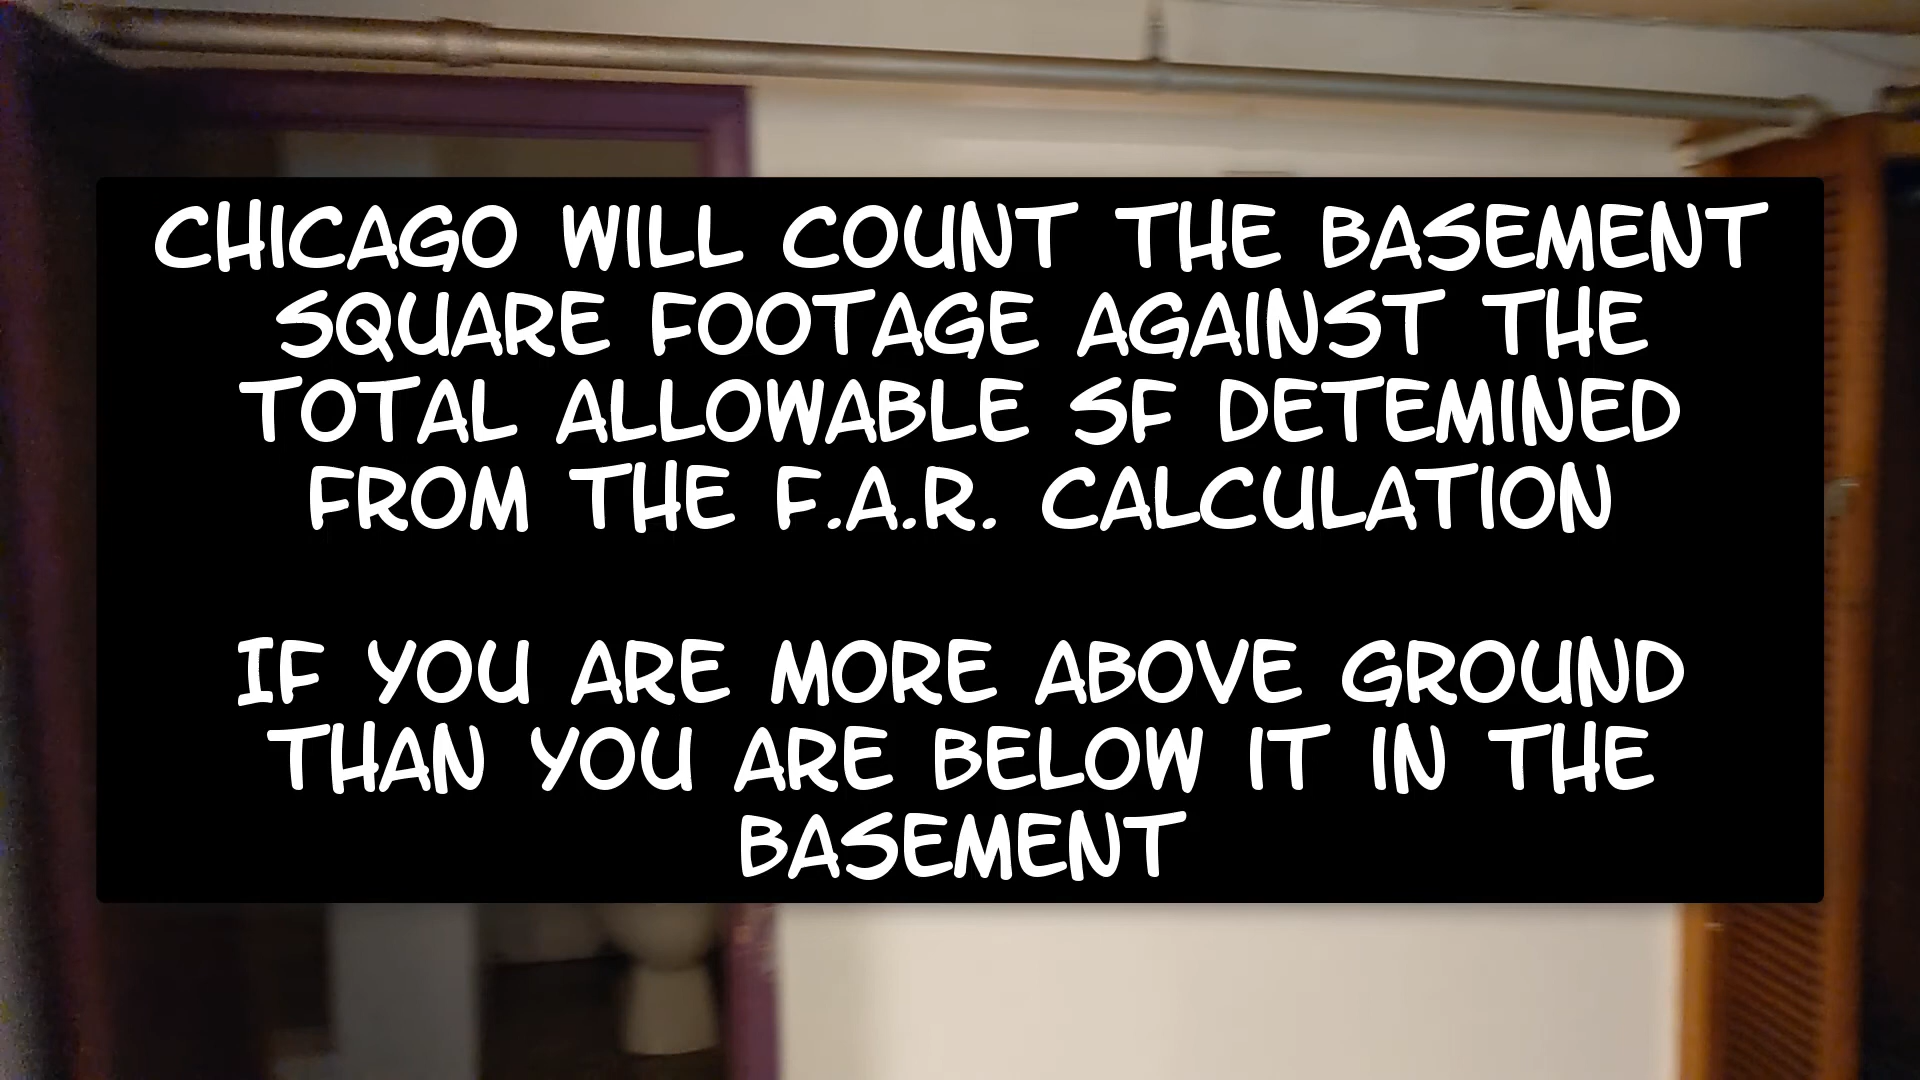 CHICAGO WILL COUNT THE BASEMENT
SQUARE FOOTAGE AGAINST THE
TOTAL ALLOWABLE SF DETEMINED
FROM THE F.A.R. CALCULATION
IF YOU ARE MORE ABOVE GROUND
THAN YOU ARE BELOW IT IN THE
BASEMENT